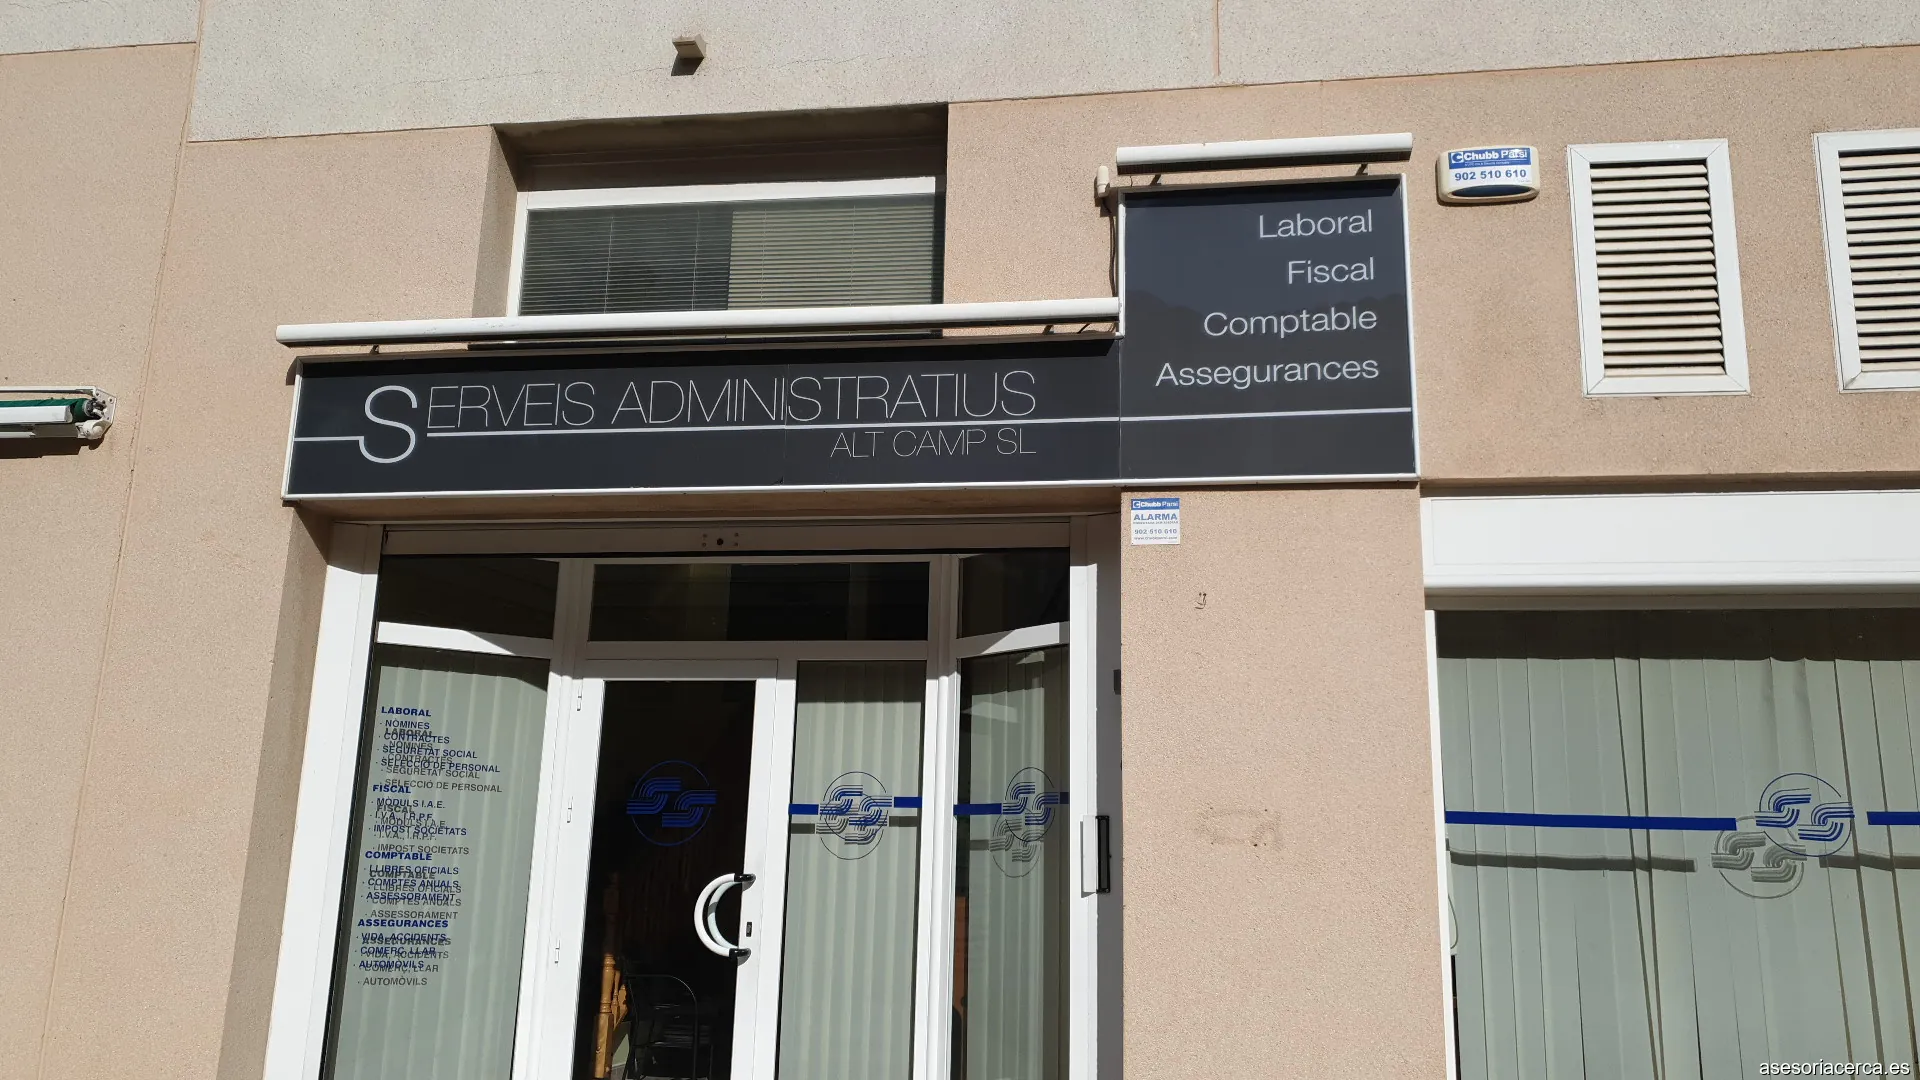 SERVEIS ADMINISTRATIUS
ALT CAMP SL
Laboral
Fiscal
Comptable
Assegurances
Chubb Parsi
902 510 610
Chubb Parsi
ALARMA
902 510 610
LABORAL
· NÒMINES
· CONTRACTES
· SEGURETAT SOCIAL
· SELECCIÓ DE PERSONAL
FISCAL
· MÒDULS I.A.E.
· I.V.A., I.R.P.F.
· IMPOST SOCIETATS
COMPTABLE
· LLIBRES OFICIALS
· COMPTES ANUALS
· ASSESSORAMENT
ASSEGURANCES
· VIDA, ACCIDENTS
· COMERÇ, LLAR
· AUTOMÒVILS
asesoriacerca.es